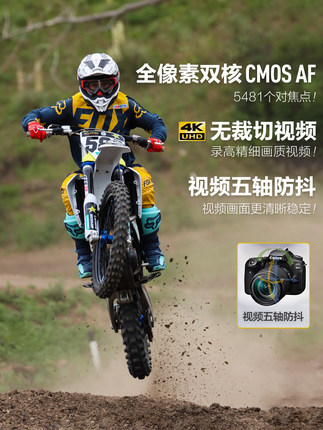 全像素双核 CMOS AF
5481个对焦点!
4K UHD 无裁切视频
录高精细画质视频!
视频五轴防抖
视频画面更清晰稳定!
FOX
Canon
视频五轴防抖